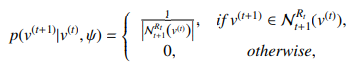 p(v^{(t+1)}|v^{(t)}, ψ) = { 1 / |N_{t+1}^{R_t}(v^{(t)})|, if v^{(t+1)} ∈ N_{t+1}^{R_t}(v^{(t)}),
0, otherwise,